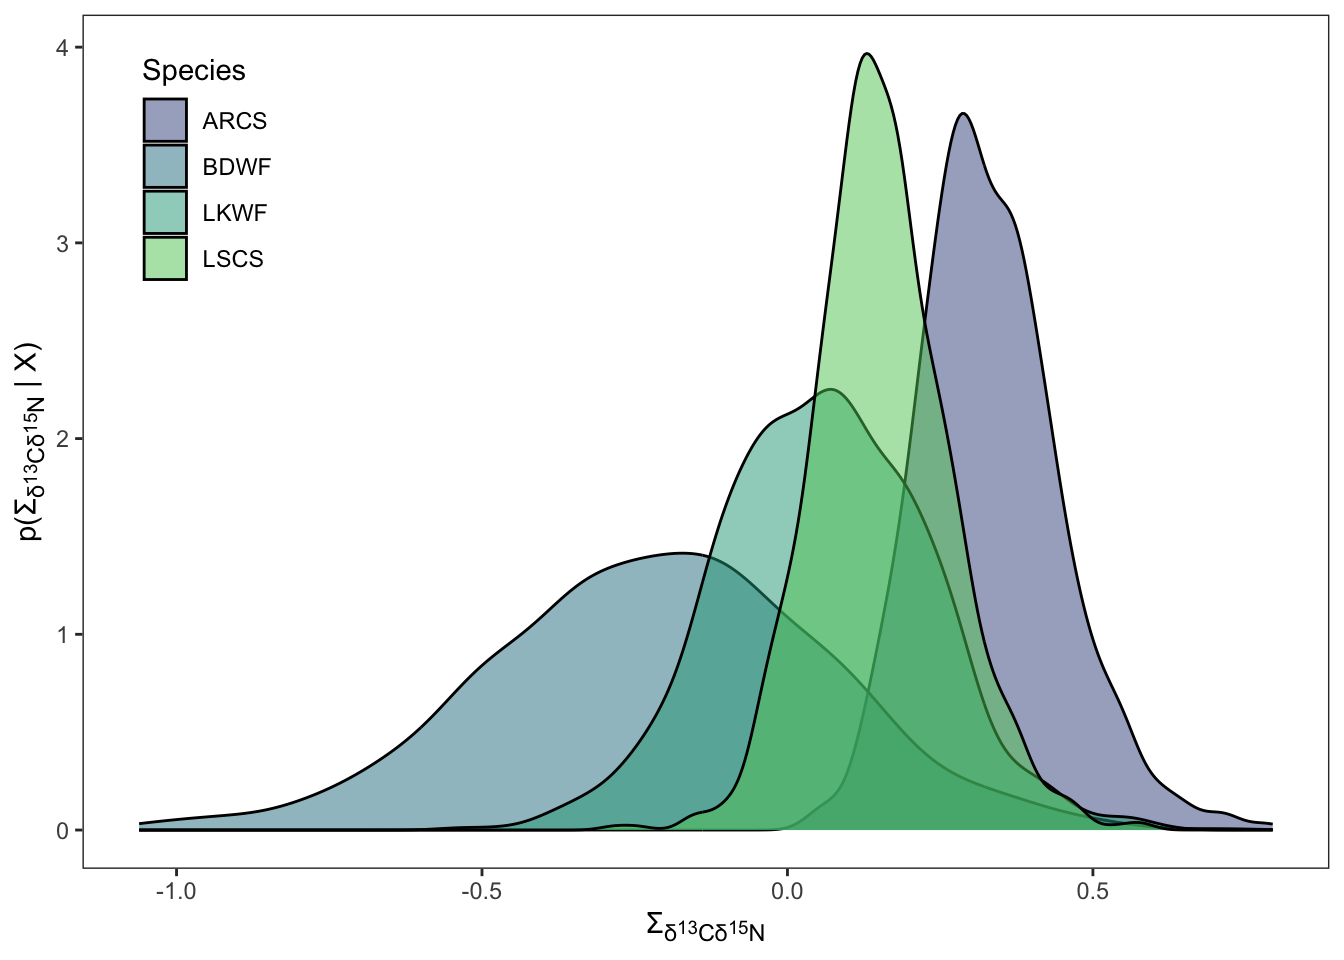 Species
ARCS
BDWF
LKWF
LSCS
p(Σδ¹³Cδ¹⁵N | X)
4
3
2
1
0
-1.0 -0.5 0.0 0.5
Σδ¹³Cδ¹⁵N